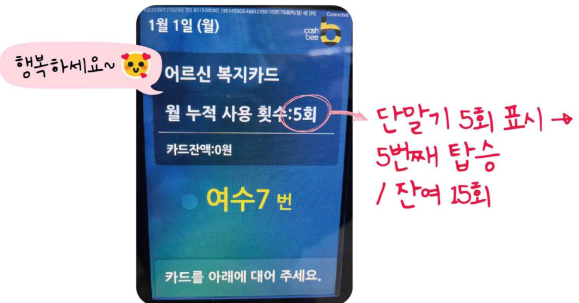 1월 1일 (월)
cash
bee
행복하세요~
어르신 복지카드
월 누적 사용 횟수:5회
카드잔액:0원
여수7 번
카드를 아래에 대어 주세요.
단말기 5회 표시 →
5번째 탑승
/ 잔여 15회